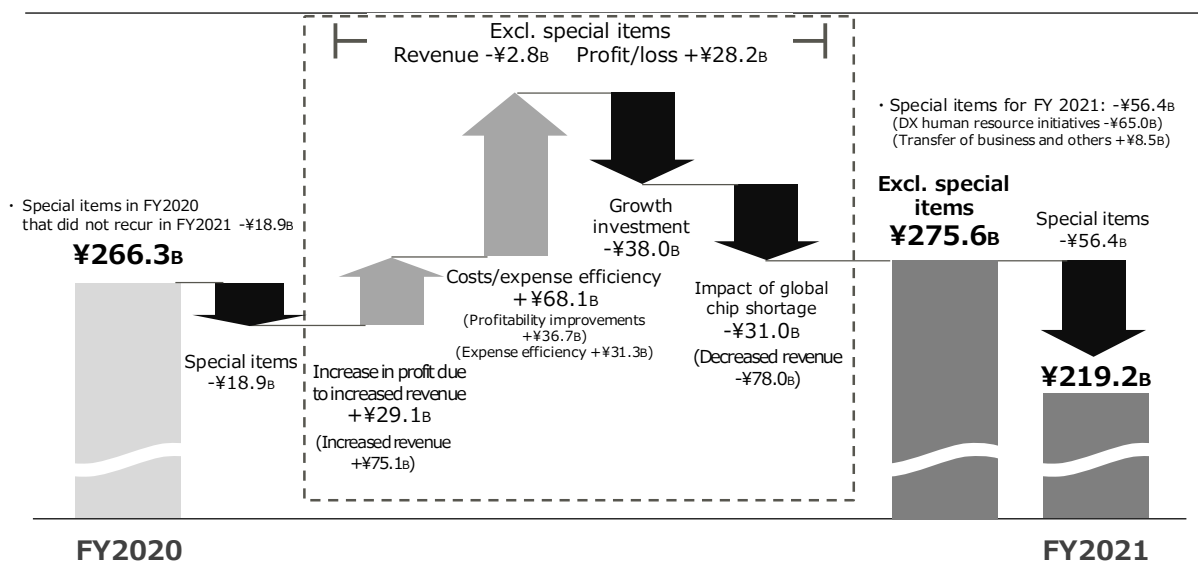 Excl. special items
Revenue -¥2.8B Profit/loss +¥28.2B
・Special items for FY 2021: -¥56.4B
(DX human resource initiatives -¥65.0B)
(Transfer of business and others +¥8.5B)
・Special items in FY2020
that did not recur in FY2021 -¥18.9B
¥266.3B
Special items
-¥18.9B
Increase in profit due
to increased revenue
+¥29.1B
(Increased revenue
+¥75.1B)
Costs/expense efficiency
+¥68.1B
(Profitability improvements
+¥36.7B)
(Expense efficiency +¥31.3B)
Growth
investment
-¥38.0B
Impact of global
chip shortage
-¥31.0B
(Decreased revenue
-¥78.0B)
Excl. special
items
¥275.6B
Special items
-¥56.4B
¥219.2B
FY2020
FY2021